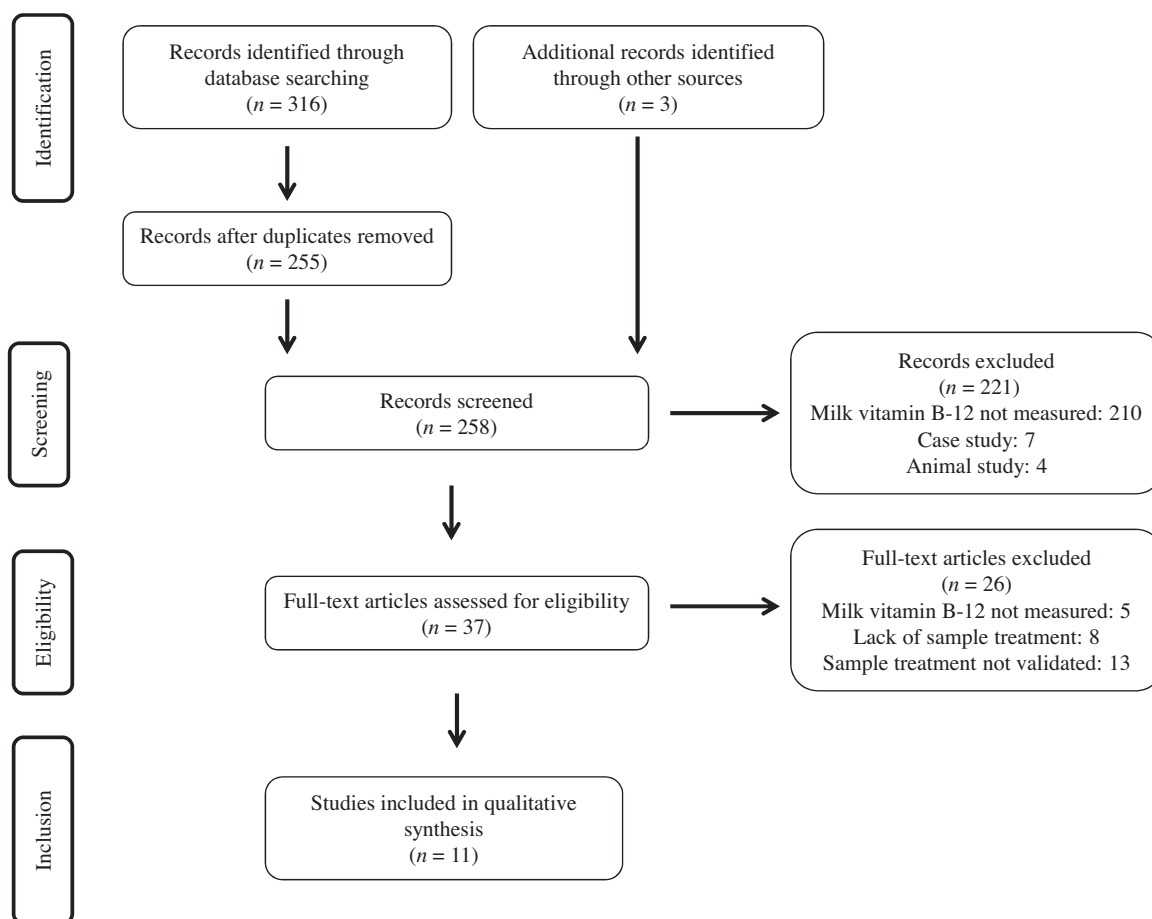 Identification
Records identified through
database searching
(n = 316)
Additional records identified
through other sources
(n = 3)
Records after duplicates removed
(n = 255)
Screening
Records screened
(n = 258)
Records excluded
(n = 221)
Milk vitamin B-12 not measured: 210
Case study: 7
Animal study: 4
Eligibility
Full-text articles assessed for eligibility
(n = 37)
Full-text articles excluded
(n = 26)
Milk vitamin B-12 not measured: 5
Lack of sample treatment: 8
Sample treatment not validated: 13
Inclusion
Studies included in qualitative
synthesis
(n = 11)